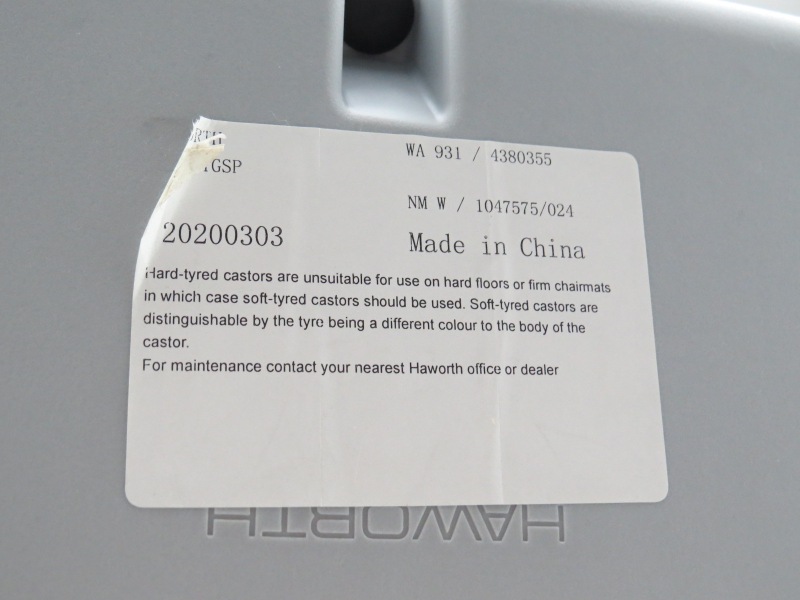 RTH
GSP
WA 931 / 4380355
NM W / 1047575/024
20200303
Made in China
Hard-tyred castors are unsuitable for use on hard floors or firm chairmats
in which case soft-tyred castors should be used. Soft-tyred castors are
distinguishable by the tyre being a different colour to the body of the
castor.
For maintenance contact your nearest Haworth office or dealer
HAWORTH